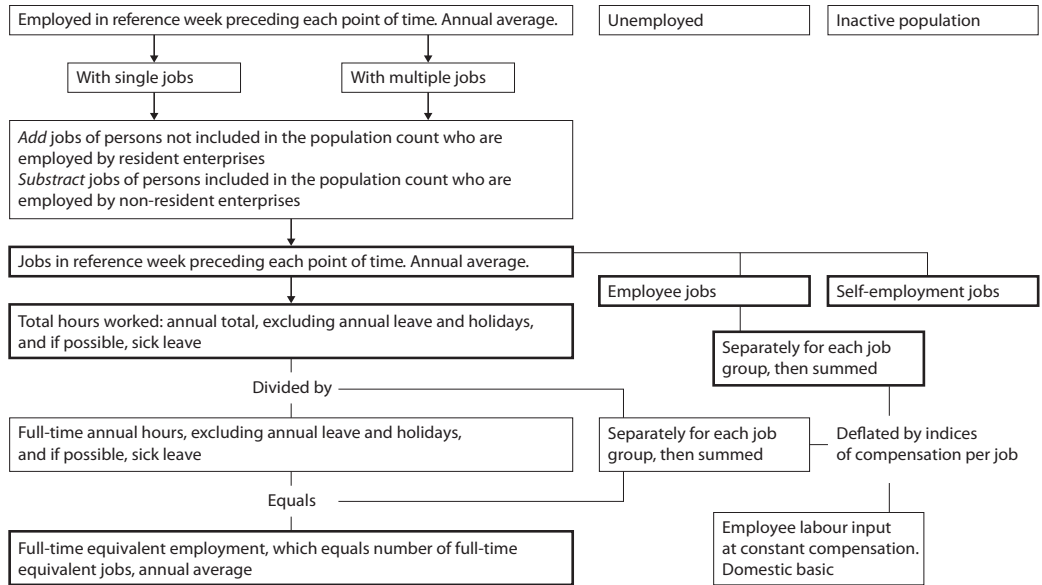 Employed in reference week preceding each point of time. Annual average.
Unemployed
Inactive population
With single jobs
With multiple jobs
Add jobs of persons not included in the population count who are
employed by resident enterprises
Substract jobs of persons included in the population count who are
employed by non-resident enterprises
Jobs in reference week preceding each point of time. Annual average.
Employee jobs
Self-employment jobs
Total hours worked: annual total, excluding annual leave and holidays,
and if possible, sick leave
Separately for each job
group, then summed
Divided by
Full-time annual hours, excluding annual leave and holidays,
and if possible, sick leave
Separately for each job
group, then summed
Deflated by indices
of compensation per job
Equals
Employee labour input
at constant compensation.
Domestic basic
Full-time equivalent employment, which equals number of full-time
equivalent jobs, annual average